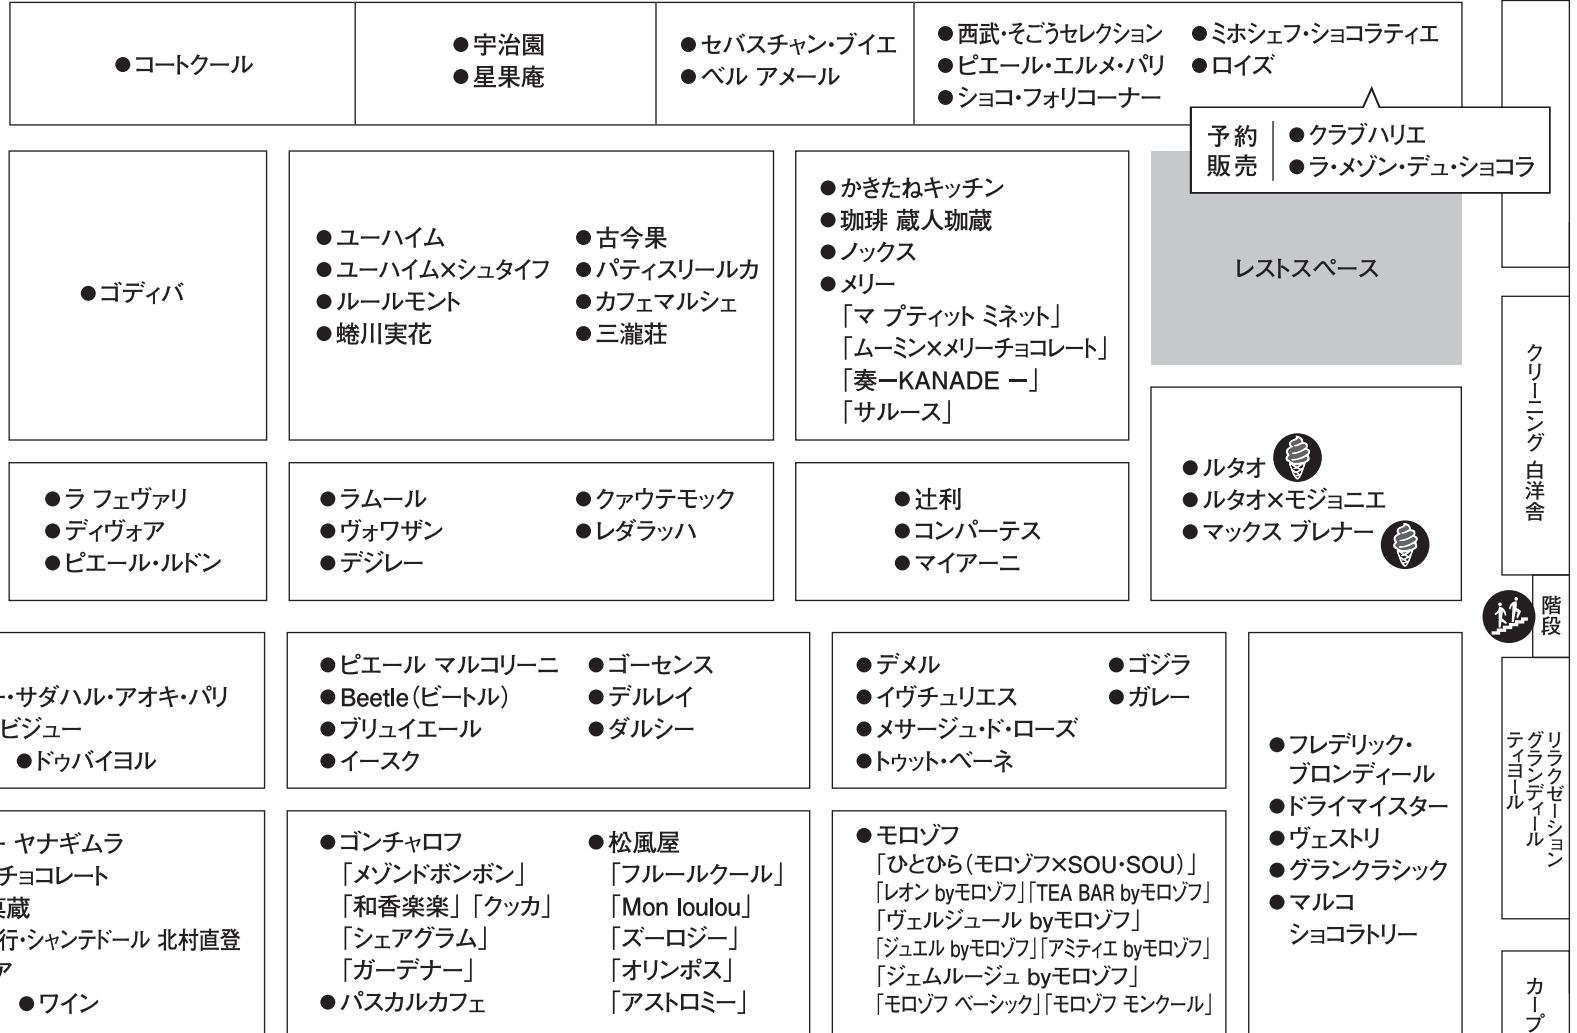 ●コートクール
●宇治園
●星果庵
●セバスチャン・ブイエ
●ベル アメール
●西武・そごうセレクション
●ピエール・エルメ・パリ
●ショコ・フォリコーナー
●ミホシェフ・ショコラティエ
●ロイズ
予約
販売
●クラブハリエ
●ラ・メゾン・デュ・ショコラ
●ゴディバ
●ユーハイム
●ユーハイム×シュタイフ
●ルールモント
●蜷川実花
●古今果
●パティスリールカ
●カフェマルシェ
●三瀧荘
●かきたねキッチン
●珈琲 蔵人珈蔵
●ノックス
●メリー
「マ プティット ミネット」
「ムーミン×メリーチョコレート」
「奏ーKANADE ー」
「サルース」
レストスペース
●ラ フェヴァリ
●ディヴォア
●ピエール・ルドン
●ラムール
●ヴォワザン
●デジレー
●クァウテモック
●レダラッハ
●辻利
●コンパーテス
●マイアーニ
●ルタオ
●ルタオ×モジョニエ
●マックス ブレナー
クリーニング 白洋舎
階段
・サダハル・アオキ・パリ
ビジュー
●ドゥバイヨル
●ピエール マルコリーニ
●Beetle（ビートル）
●ブリュイエール
●イースク
●ゴーセンス
●デルレイ
●ダルシー
●デメル
●イヴチュリエス
●メサージュ・ド・ローズ
●トゥット・ベーネ
●ゴジラ
●ガレー
●フレデリック・
ブロンディール
●ドライマイスター
●ヴェストリ
●グランクラシック
●マルコ
ショコラトリー
リラクゼーション
グランディール
ティヨール
ヤナギムラ
チョコレート
蔵
行・シャンテドール 北村直登
ア
●ワイン
●ゴンチャロフ
「メゾンドボンボン」
「和香楽楽」「クッカ」
「シェアグラム」
「ガーデナー」
●パスカルカフェ
●松風屋
「フルールクール」
「Mon loulou」
「ズーロジー」
「オリンポス」
「アストロミー」
●モロゾフ
「ひとひら（モロゾフ×SOU・SOU）」
「レオン byモロゾフ」「TEA BAR byモロゾフ」
「ヴェルジュール byモロゾフ」
「ジュエル byモロゾフ」「アミティエ byモロゾフ」
「ジェムルージュ byモロゾフ」
「モロゾフ ベーシック」「モロゾフ モンクール」
カープ